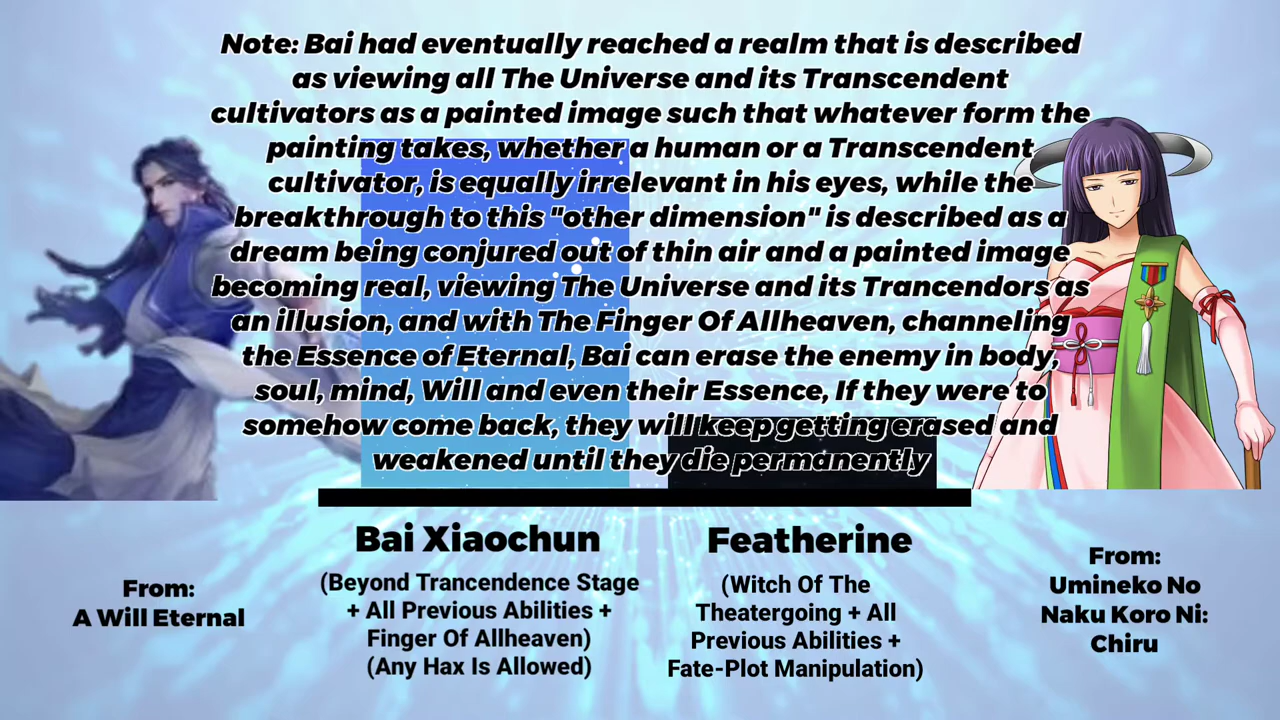 Note: Bai had eventually reached a realm that is described
as viewing all The Universe and its Transcendent
cultivators as a painted image such that whatever form the
painting takes, whether a human or a Transcendent
cultivator, is equally irrelevant in his eyes, while the
breakthrough to this "other dimension" is described as a
dream being conjured out of thin air and a painted image
becoming real, viewing The Universe and its Trancendors as
an illusion, and with The Finger Of Allheaven, channeling
the Essence of Eternal, Bai can erase the enemy in body,
soul, mind, Will and even their Essence, If they were to
somehow come back, they will keep getting erased and
weakened until they die permanently
Bai Xiaochun
(Beyond Trancendence Stage
+ All Previous Abilities +
Finger Of Allheaven)
(Any Hax Is Allowed)
Featherine
(Witch Of The
Theatergoing + All
Previous Abilities +
Fate-Plot Manipulation)
From:
A Will Eternal
From:
Umineko No
Naku Koro Ni:
Chiru